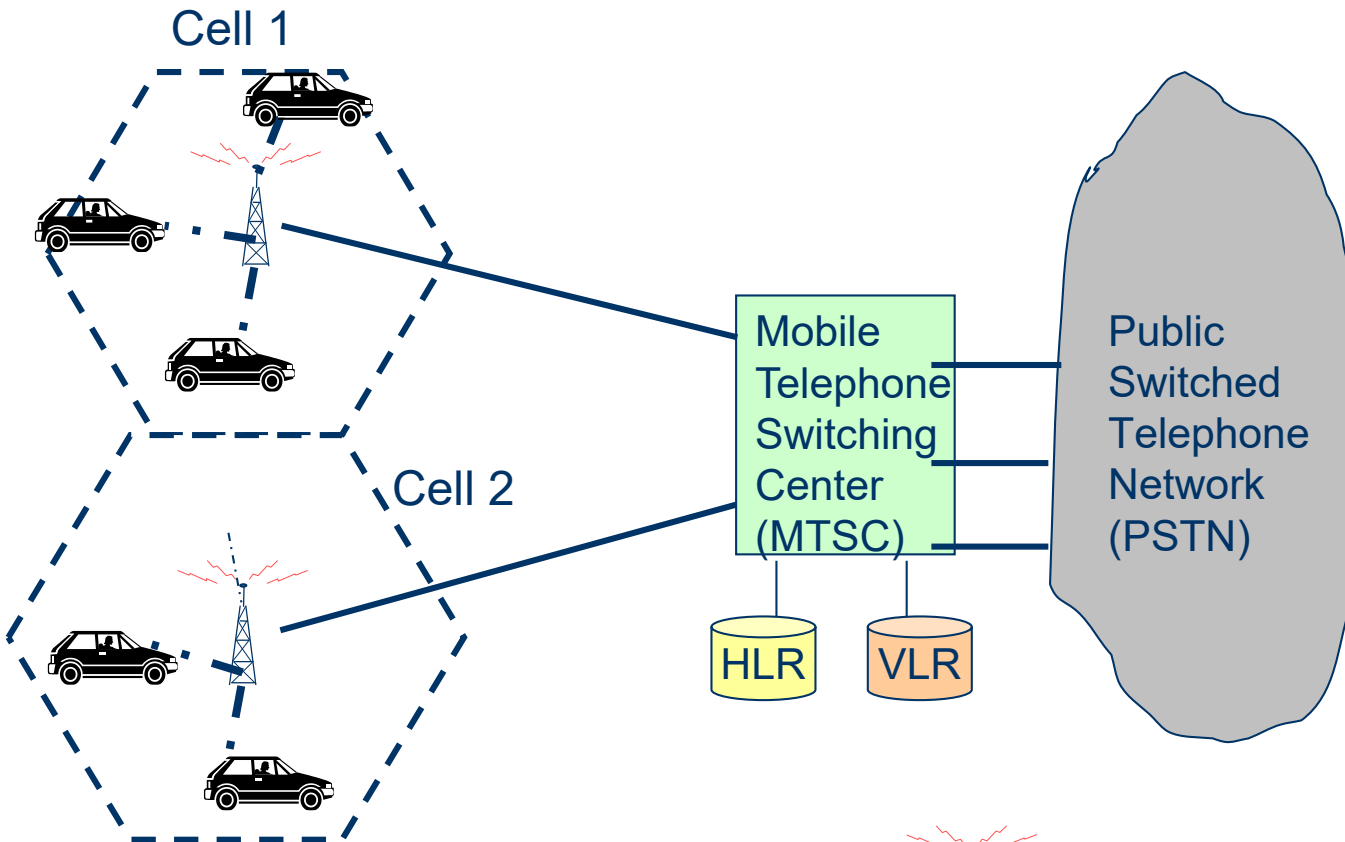 Cell 1
Mobile
Telephone
Switching
Center
(MTSC)
Public
Switched
Telephone
Network
(PSTN)
Cell 2
HLR
VLR